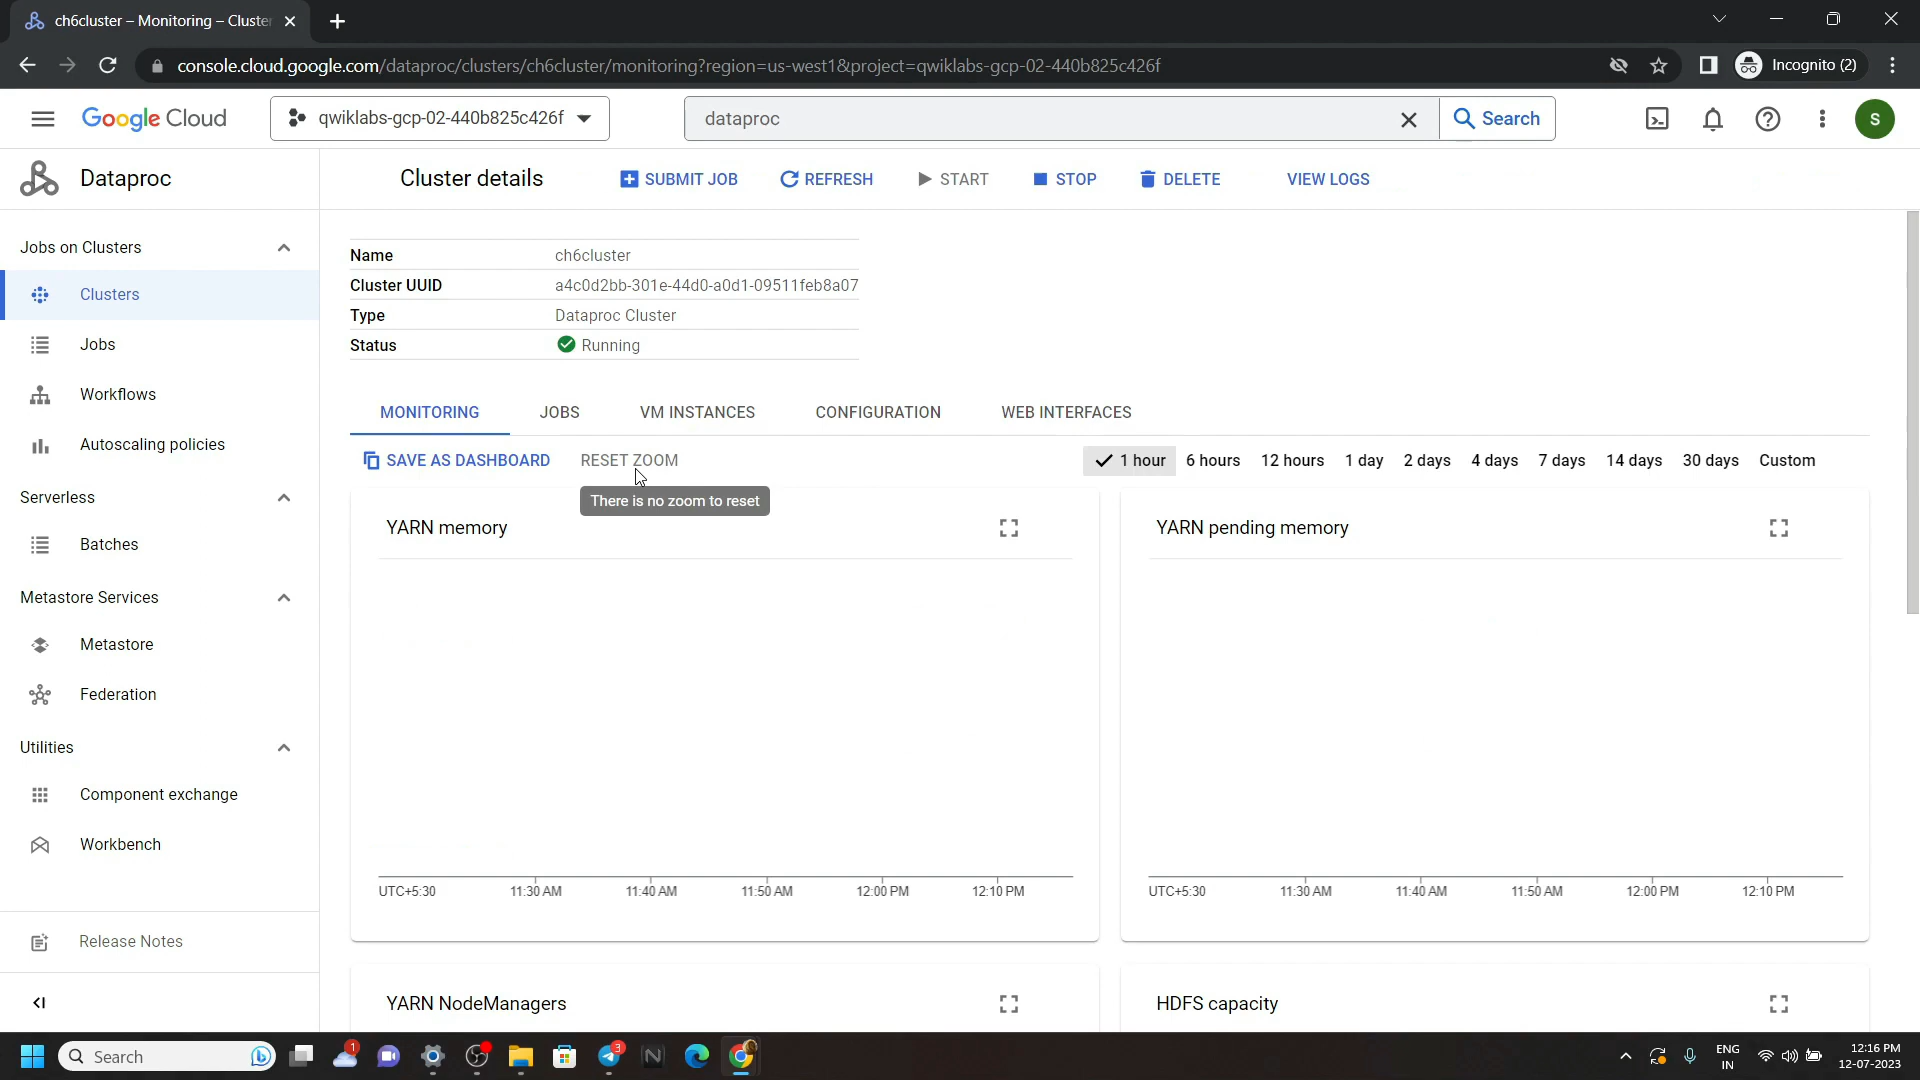 ch6cluster – Monitoring – Cluster
console.cloud.google.com/dataproc/clusters/ch6cluster/monitoring?region=us-west1&project=qwiklabs-gcp-02-440b825c426f
Incognito (2)
Google Cloud
qwiklabs-gcp-02-440b825c426f
dataproc
Search
S
Dataproc
Cluster details
SUBMIT JOB
REFRESH
START
STOP
DELETE
VIEW LOGS
Jobs on Clusters
Clusters
Jobs
Workflows
Autoscaling policies
Serverless
Batches
Metastore Services
Metastore
Federation
Utilities
Component exchange
Workbench
Release Notes
Name ch6cluster
Cluster UUID a4c0d2bb-301e-44d0-a0d1-09511feb8a07
Type Dataproc Cluster
Status Running
MONITORING JOBS VM INSTANCES CONFIGURATION WEB INTERFACES
SAVE AS DASHBOARD RESET ZOOM
1 hour 6 hours 12 hours 1 day 2 days 4 days 7 days 14 days 30 days Custom
There is no zoom to reset
YARN memory
UTC+5:30 11:30 AM 11:40 AM 11:50 AM 12:00 PM 12:10 PM
YARN pending memory
UTC+5:30 11:30 AM 11:40 AM 11:50 AM 12:00 PM 12:10 PM
YARN NodeManagers
HDFS capacity
Search
1
3
ENG
IN
12:16 PM
12-07-2023